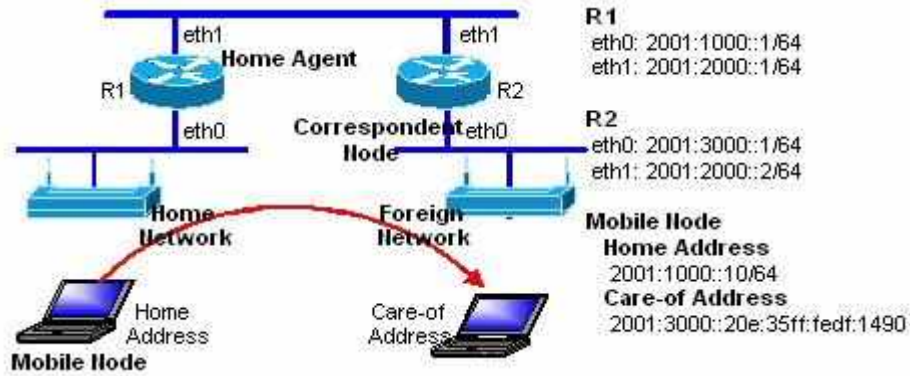 eth1
Home Agent
R1
eth0
eth1
R2
Correspondent
Node
eth0
Home
Network
Foreign
Network
Home
Address
Mobile Node
Care-of
Address
R1
eth0: 2001:1000::1/64
eth1: 2001:2000::1/64
R2
eth0: 2001:3000::1/64
eth1: 2001:2000::2/64
Mobile Node
Home Address
2001:1000::10/64
Care-of Address
2001:3000::20e:35ff:fedf:1490